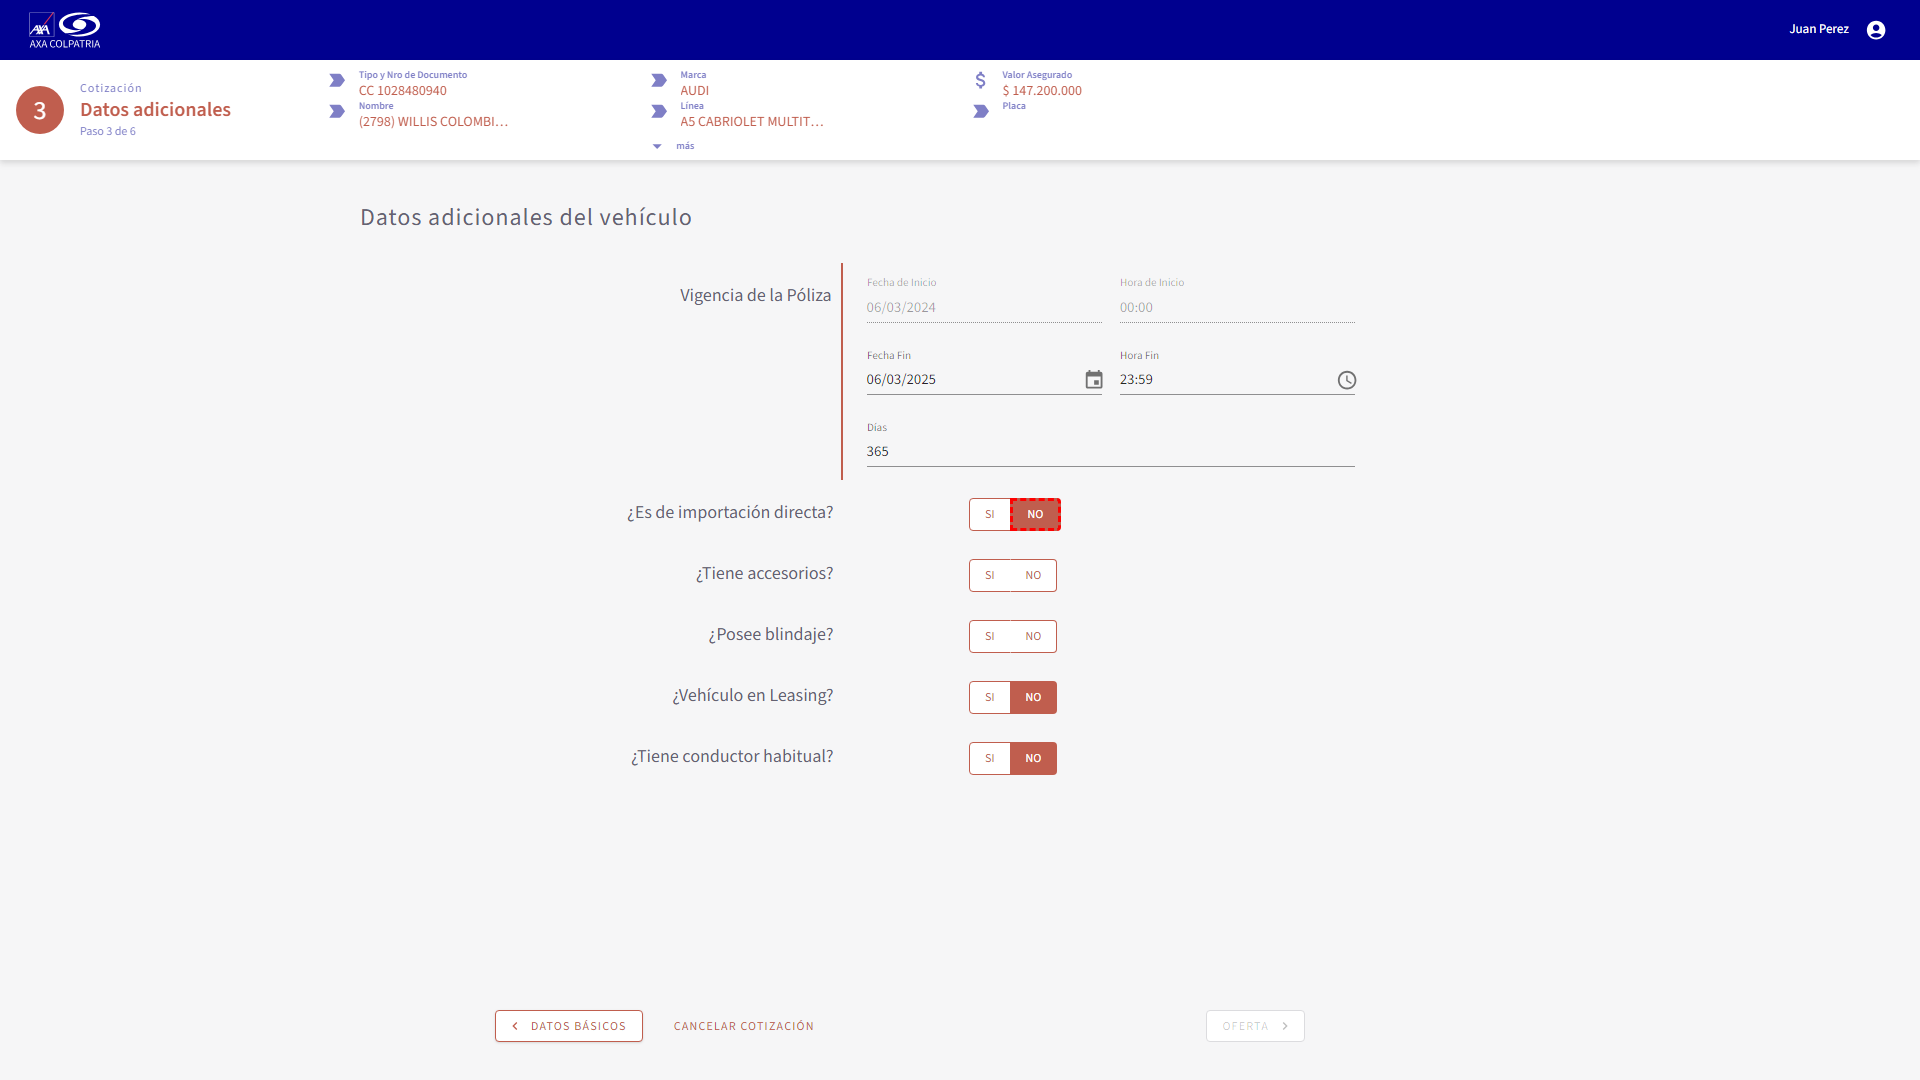 AXA
AXA COLPATRIA
Juan Perez
3
Cotización
Datos adicionales
Paso 3 de 6
Tipo y Nro de Documento
CC 1028480940
Nombre
(2798) WILLIS COLOMBI...
Marca
AUDI
Línea
A5 CABRIOLET MULTIT...
más
Valor Asegurado
$ 147.200.000
Placa
Datos adicionales del vehículo
Vigencia de la Póliza
Fecha de Inicio
06/03/2024
Hora de Inicio
00:00
Fecha Fin
06/03/2025
Hora Fin
23:59
Días
365
¿Es de importación directa? SI NO
¿Tiene accesorios? SI NO
¿Posee blindaje? SI NO
¿Vehículo en Leasing? SI NO
¿Tiene conductor habitual? SI NO
DATOS BÁSICOS
CANCELAR COTIZACIÓN
OFERTA